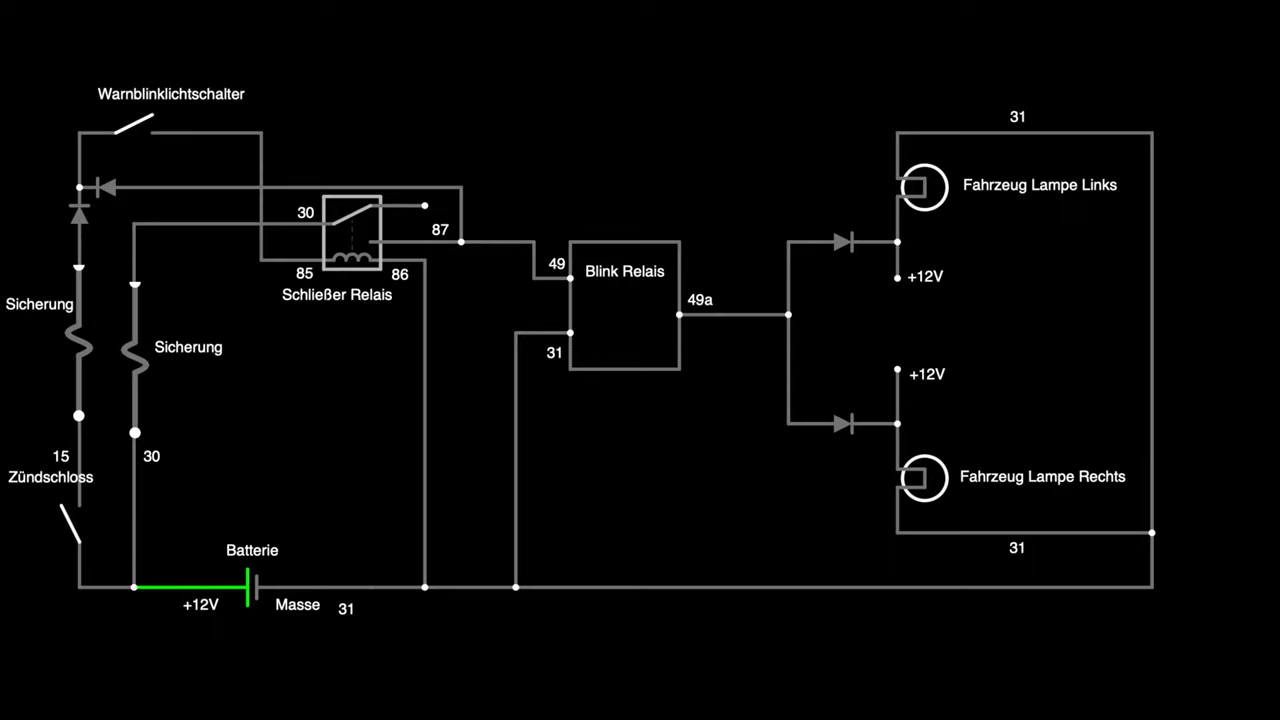 Warnblinklichtschalter
31
Fahrzeug Lampe Links
30
87
49
Blink Relais
85
86
+12V
Schließer Relais
49a
Sicherung
Sicherung
31
+12V
15
30
Zündschloss
Fahrzeug Lampe Rechts
Batterie
31
+12V
Masse
31